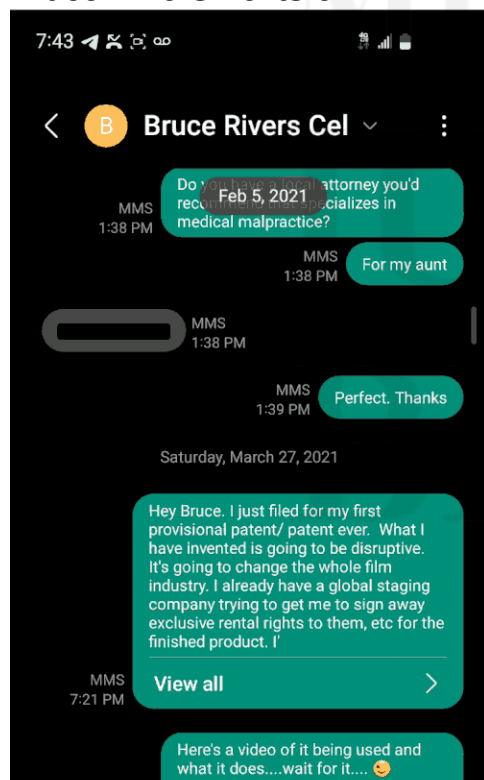 7:43
B Bruce Rivers Cel
Feb 5, 2021
Do you have a local attorney you'd
recommend that specializes in
medical malpractice?
MMS
1:38 PM
For my aunt
MMS
1:38 PM
MMS
1:38 PM
Perfect. Thanks
MMS
1:39 PM
Saturday, March 27, 2021
Hey Bruce. I just filed for my first
provisional patent/ patent ever. What I
have invented is going to be disruptive.
It's going to change the whole film
industry. I already have a global staging
company trying to get me to sign away
exclusive rental rights to them, etc for the
finished product. I'
View all
MMS
7:21 PM
Here's a video of it being used and
what it does....wait for it....